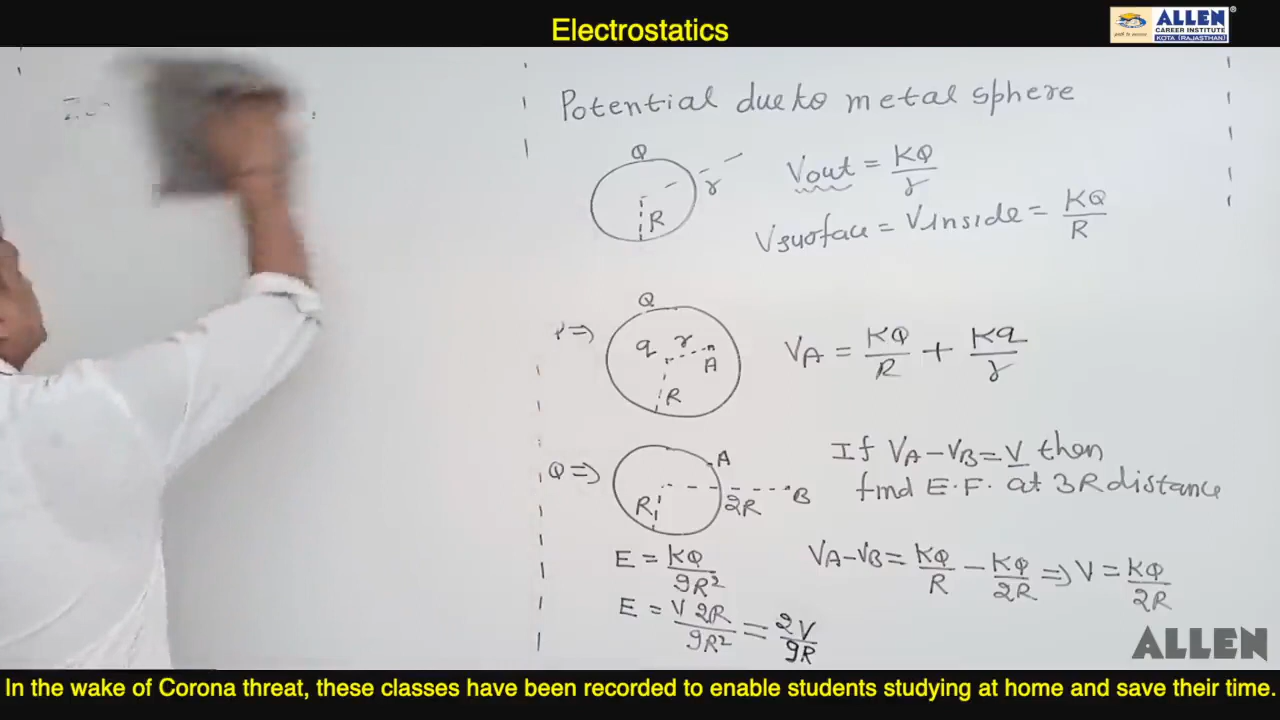 Electrostatics
ALLEN
CAREER INSTITUTE
KOTA (RAJASTHAN)
path to success
Potential due to metal sphere
Q
r
R
Vout = KQ/r
Vsurface = Vinside = KQ/R
Q
q r
A
R
VA = KQ/R + Kq/r
Q ⇒
A
B
R
2R
If VA - VB = V then
find E.F. at 3R distance
E = KQ/9R²
VA - VB = KQ/R - KQ/2R ⇒ V = KQ/2R
E = V 2R/9R² = 2V/9R
ALLEN
In the wake of Corona threat, these classes have been recorded to enable students studying at home and save their time.